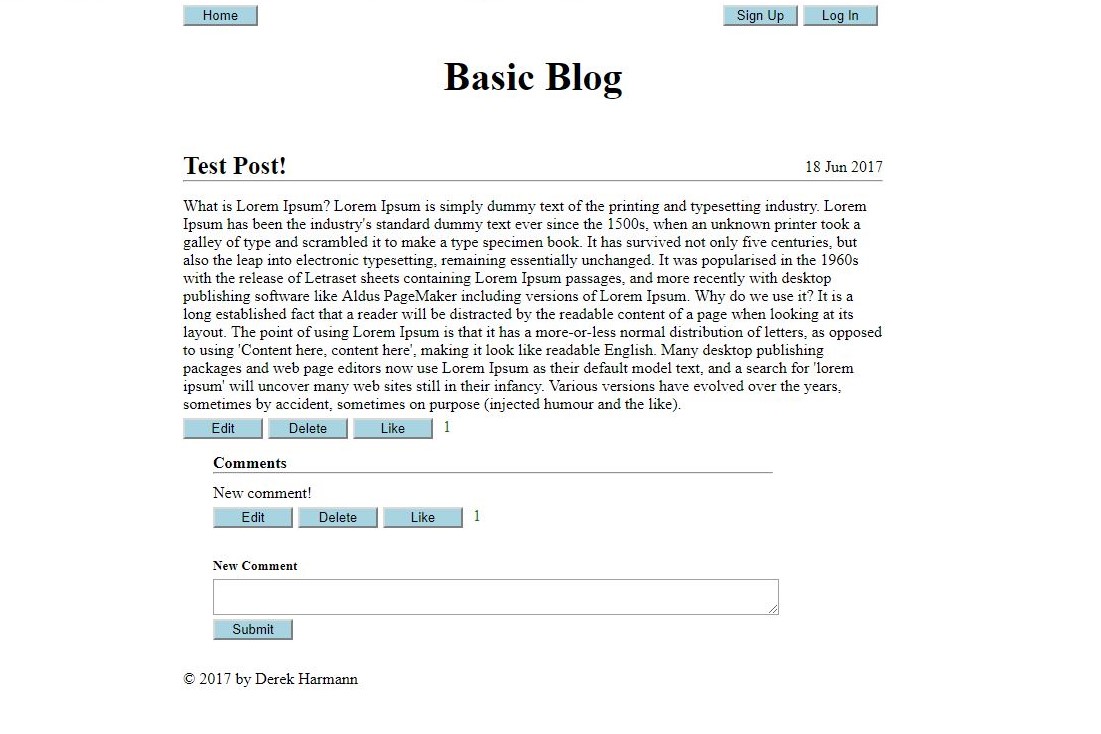 Home Sign Up Log In
Basic Blog
Test Post! 18 Jun 2017
What is Lorem Ipsum? Lorem Ipsum is simply dummy text of the printing and typesetting industry. Lorem
Ipsum has been the industry's standard dummy text ever since the 1500s, when an unknown printer took a
galley of type and scrambled it to make a type specimen book. It has survived not only five centuries, but
also the leap into electronic typesetting, remaining essentially unchanged. It was popularised in the 1960s
with the release of Letraset sheets containing Lorem Ipsum passages, and more recently with desktop
publishing software like Aldus PageMaker including versions of Lorem Ipsum. Why do we use it? It is a
long established fact that a reader will be distracted by the readable content of a page when looking at its
layout. The point of using Lorem Ipsum is that it has a more-or-less normal distribution of letters, as opposed
to using 'Content here, content here', making it look like readable English. Many desktop publishing
packages and web page editors now use Lorem Ipsum as their default model text, and a search for 'lorem
ipsum' will uncover many web sites still in their infancy. Various versions have evolved over the years,
sometimes by accident, sometimes on purpose (injected humour and the like).
Edit Delete Like 1
Comments
New comment!
Edit Delete Like 1
New Comment
Submit
© 2017 by Derek Harmann